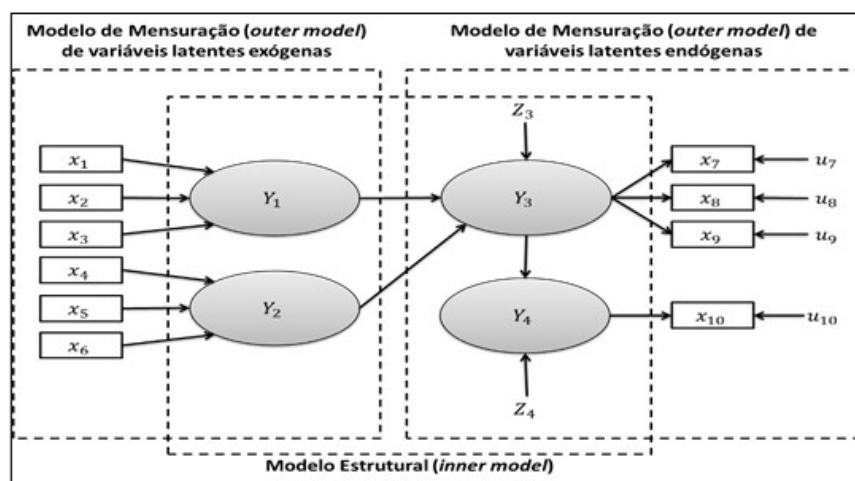 Modelo de Mensuração (outer model)
de variáveis latentes exógenas
Modelo de Mensuração (outer model) de
variáveis latentes endógenas
x₁
x₂
x₃
x₄
x₅
x₆
Y₁
Y₂
Z₃
Y₃
Y₄
Z₄
x₇
u₇
x₈
u₈
x₉
u₉
x₁₀
u₁₀
Modelo Estrutural (inner model)